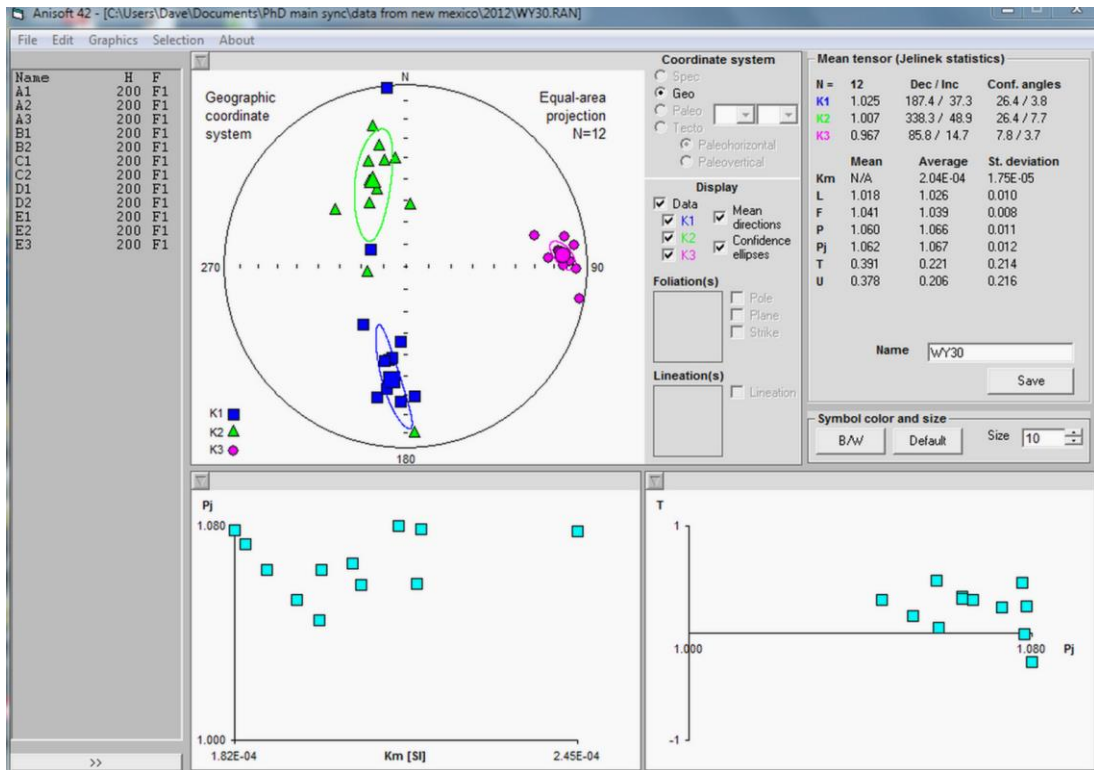 Anisoft 42 - [C:\Users\Dave\Documents\PhD main sync\data from new mexico\2012\WY30.RAN]
File Edit Graphics Selection About
Name H F
A1 200 F1
A2 200 F1
A3 200 F1
B1 200 F1
B2 200 F1
C1 200 F1
C2 200 F1
D1 200 F1
D2 200 F1
E1 200 F1
E2 200 F1
E3 200 F1
>>
Geographic
coordinate
system
N
Equal-area
projection
N=12
270
90
180
K1
K2
K3
Coordinate system
Spec
Geo
Paleo
Tecto
Paleohorizontal
Paleovertical
Display
Data
K1
K2
K3
Mean
directions
Confidence
ellipses
Foliation(s)
Pole
Plane
Strike
Lineation(s)
Lineation
Mean tensor (Jelinek statistics)
N = 12 Dec / Inc Conf. angles
K1 1.025 187.4 / 37.3 26.4 / 3.8
K2 1.007 338.3 / 48.9 26.4 / 7.7
K3 0.967 85.8 / 14.7 7.8 / 3.7
Mean Average St. deviation
Km N/A 2.04E-04 1.75E-05
L 1.018 1.026 0.010
F 1.041 1.039 0.008
P 1.060 1.066 0.011
Pj 1.062 1.067 0.012
T 0.391 0.221 0.214
U 0.378 0.206 0.216
Name WY30
Save
Symbol color and size
B/W Default Size 10
Pj
1.080
1.000
1.82E-04 Km [SI] 2.45E-04
T
1
1.000 1.080 Pj
-1